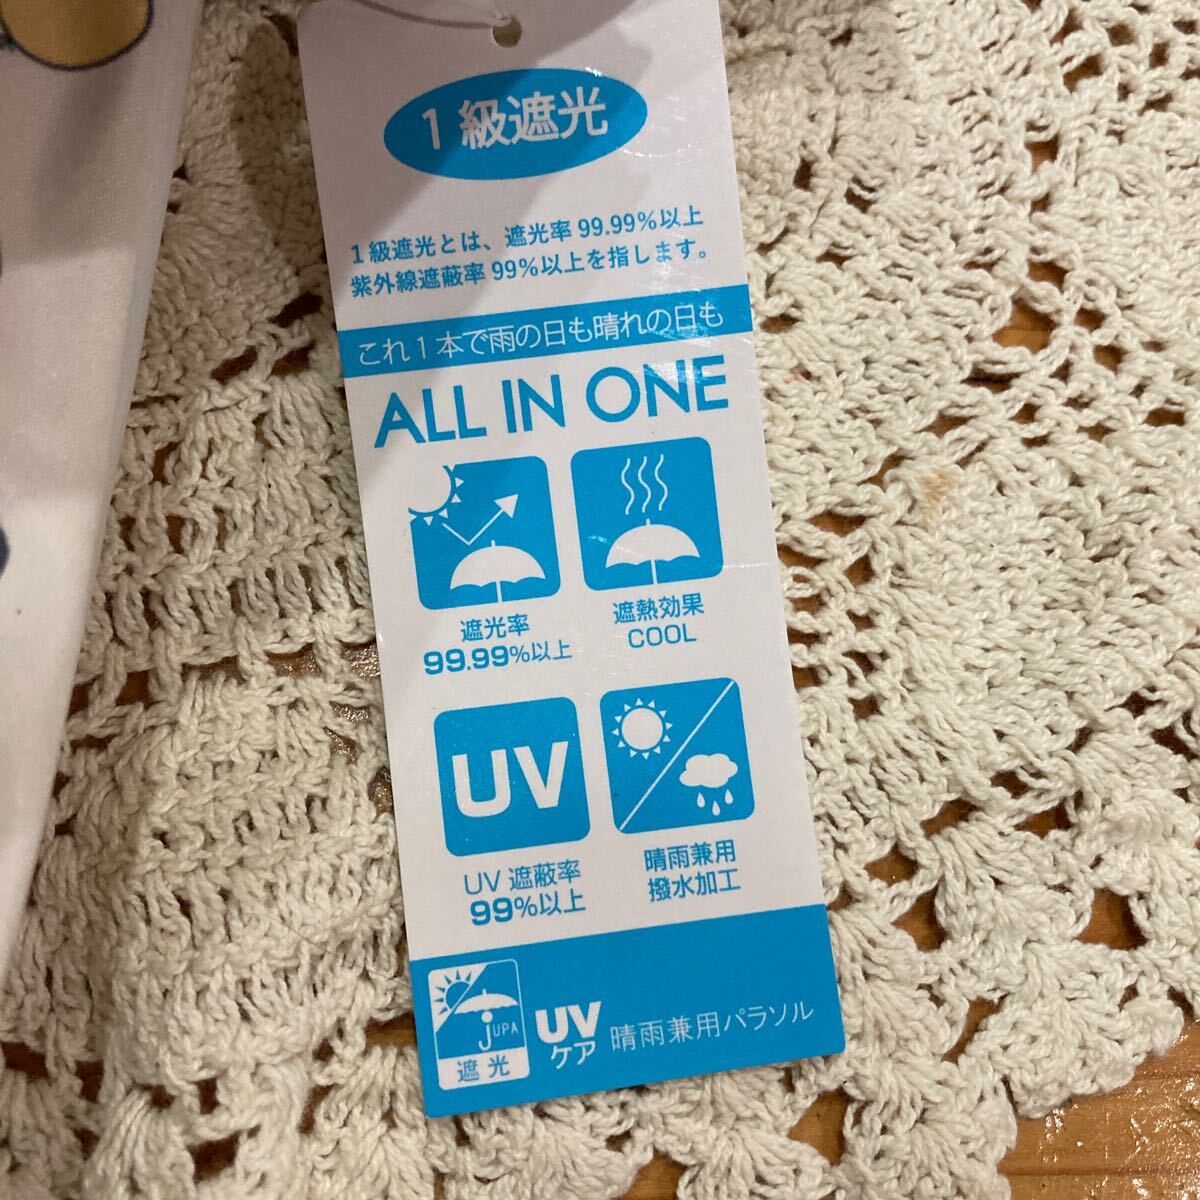 1級遮光
1級遮光とは、遮光率 99.99%以上
紫外線遮蔽率 99%以上を指します。
これ1本で雨の日も晴れの日も
ALL IN ONE
遮光率
99.99%以上
遮熱効果
COOL
UV
UV 遮蔽率
99%以上
晴雨兼用
撥水加工
JUPA
遮光
UV
ケア
晴雨兼用パラソル